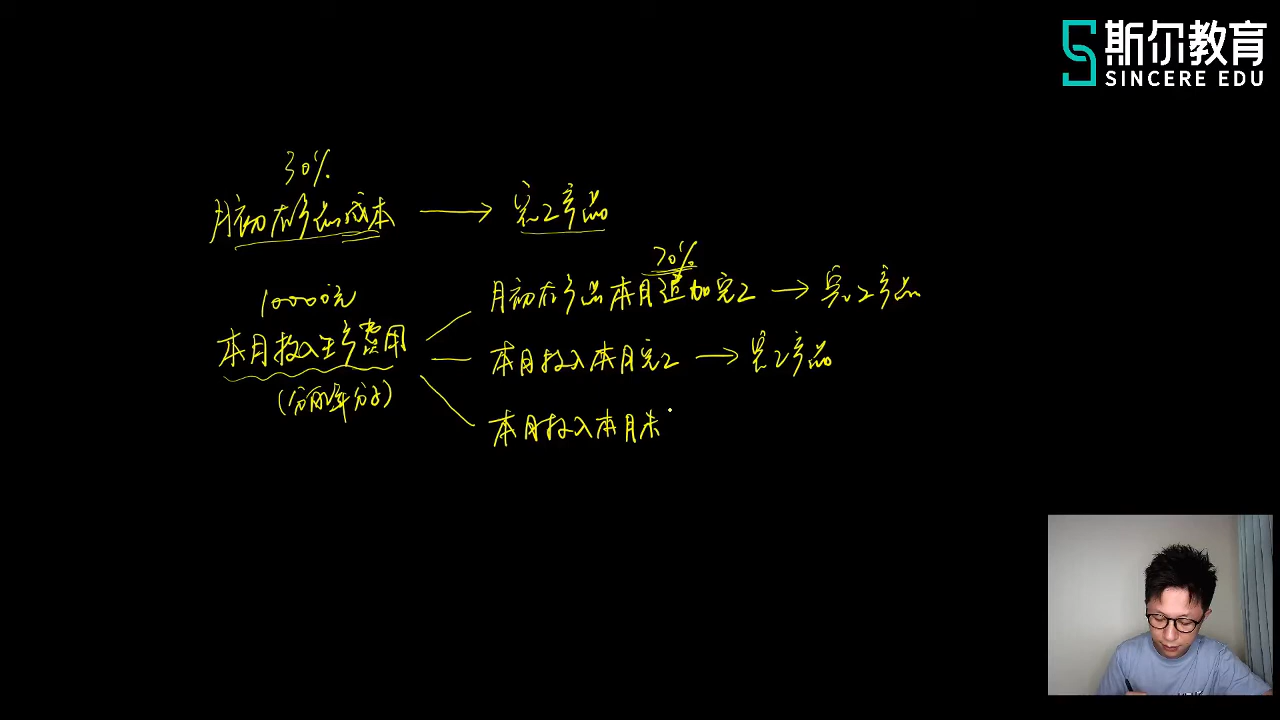 斯尔教育
SINCERE EDU
30%
月初在产品成本 → 完工产品
70%
月初在产品本月追加完工 → 完工产品
10000元
本月投入生产费用
本月投入本月完工 → 完工产品
(分配率分子)
本月投入本月未